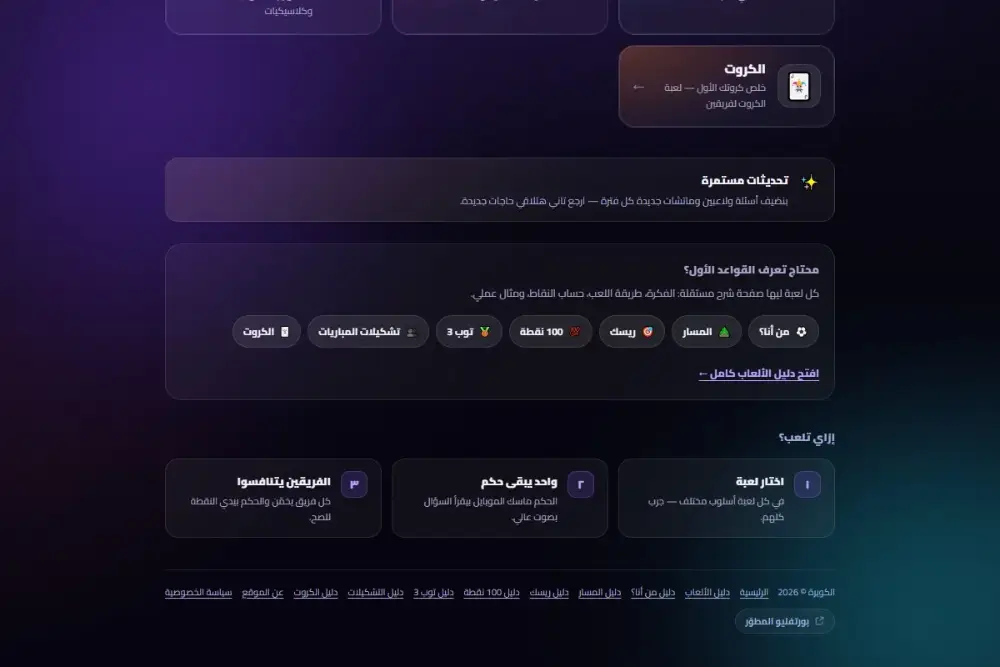 وكلاسيكيات
الكروت
خلص كروتك الأول — لعبة
الكروت لفريقين
←
تحديثات مستمرة
بنضيف أسئلة ولاعبين وماتشات جديدة كل فترة — ارجع تاني هتلاقي حاجات جديدة.
محتاج تعرف القواعد الأول؟
كل لعبة ليها صفحة شرح مستقلة: الفكرة، طريقة اللعب، حساب النقاط، ومثال عملي.
من أنا؟
المسار
ريسك
100 نقطة
توب 3
تشكيلات المباريات
الكروت
افتح دليل الألعاب كامل ←
إزاي تلعب؟
١
اختار لعبة
في كل لعبة أسلوب مختلف — جرب
كلهم.
٢
واحد يبقى حكم
الحكم ماسك الموبايل بيقرأ السؤال
بصوت عالي.
٣
الفريقين يتنافسوا
كل فريق يخمّن والحكم بيدي النقطة
للصح.
الكويرة © 2026 الرئيسية دليل الألعاب دليل من أنا؟ دليل المسار دليل ريسك دليل 100 نقطة دليل توب 3 دليل التشكيلات دليل الكروت عن الموقع سياسة الخصوصية
بورتفليو المطوّر